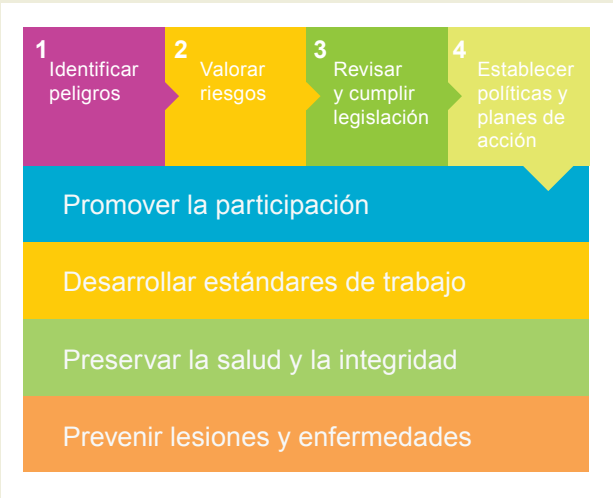 1
Identificar
peligros
2
Valorar
riesgos
3
Revisar
y cumplir
legislación
4
Establecer
políticas y
planes de
acción
Promover la participación
Desarrollar estándares de trabajo
Preservar la salud y la integridad
Prevenir lesiones y enfermedades